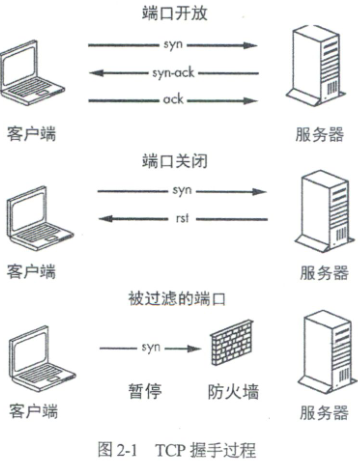 端口开放
syn
syn-ack
ack
客户端
服务器
端口关闭
syn
rst
客户端
服务器
被过滤的端口
syn
暂停
防火墙
客户端
服务器
图 2-1 TCP 握手过程